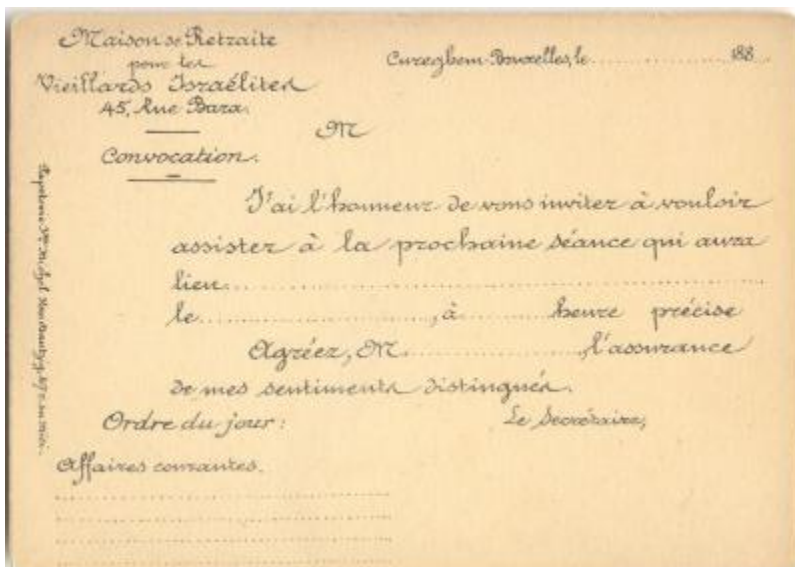 Maison de Retraite
pour les
Vieillards Israélites
45, Rue Bara.
Cureghem-Bruxelles, le .................... 188
M
Convocation.
J'ai l'honneur de vous inviter à vouloir
assister à la prochaine séance qui aura
lieu................................................
le......................, à ........ heure précise
Agréez, M................, l'assurance
de mes sentiments distingués.
Ordre du jour:
Le Secrétaire,
Affaires courantes.